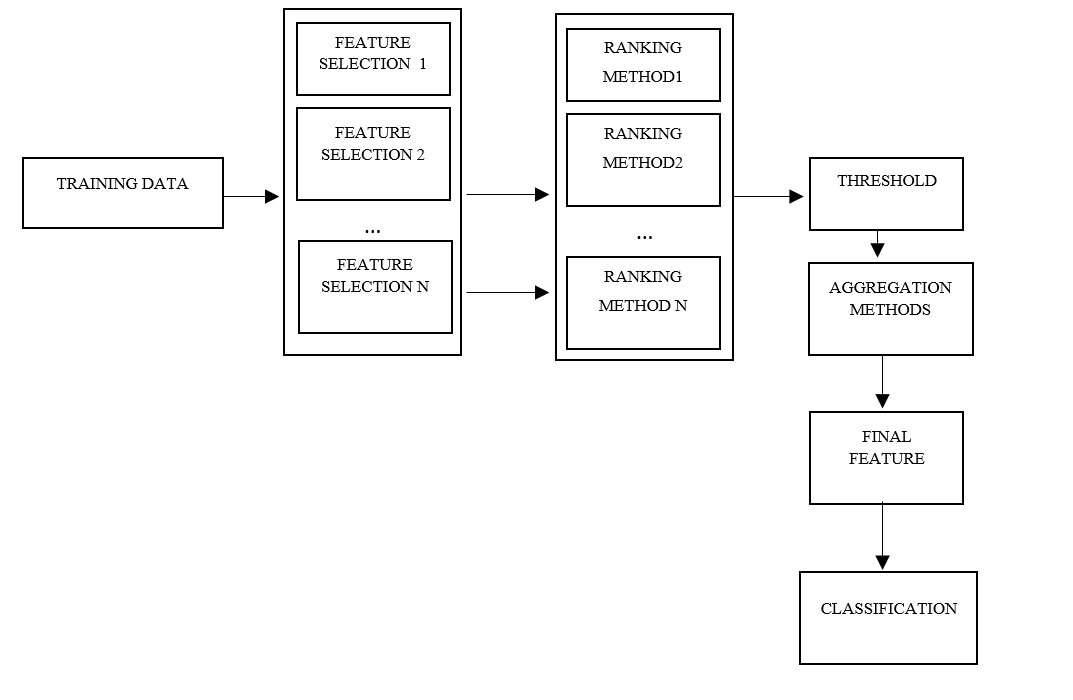 TRAINING DATA
FEATURE
SELECTION 1
FEATURE
SELECTION 2
...
FEATURE
SELECTION N
RANKING
METHOD1
RANKING
METHOD2
...
RANKING
METHOD N
THRESHOLD
AGGREGATION
METHODS
FINAL
FEATURE
CLASSIFICATION